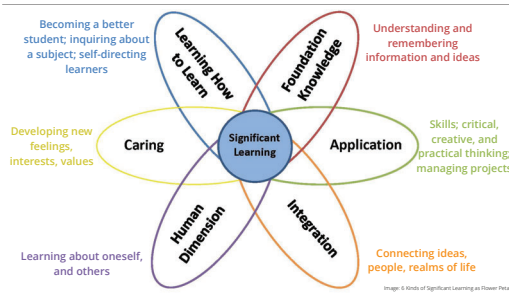 Becoming a better
student; inquiring about
a subject; self-directing
learners
Learning How
to Learn
Foundation
Knowledge
Understanding and
remembering
information and ideas
Developing new
feelings,
interests, values
Caring
Significant
Learning
Application
Skills; critical,
creative, and
practical thinking;
managing projects
Human
Dimension
Integration
Learning about oneself,
and others
Connecting ideas,
people, realms of life
Image: 6 Kinds of Significant Learning as Flower Peta